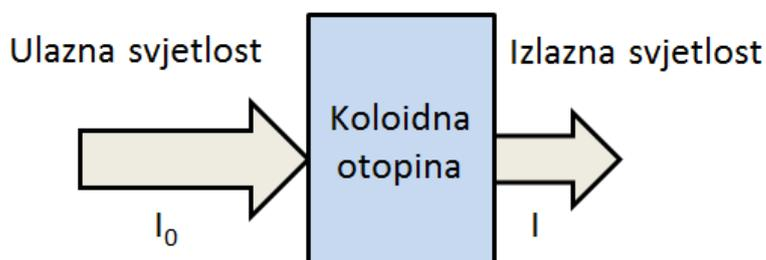 Ulazna svjetlost
Izlazna svjetlost
Koloidna
otopina
I₀
I